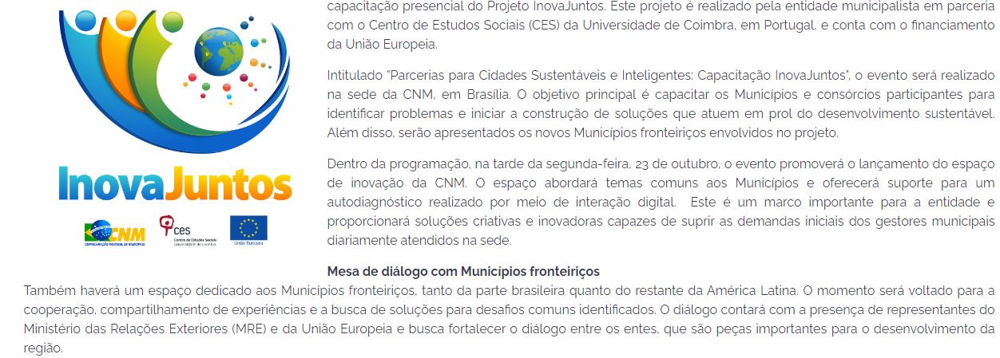 capacitação presencial do Projeto InovaJuntos. Este projeto é realizado pela entidade municipalista em parceria
com o Centro de Estudos Sociais (CES) da Universidade de Coimbra, em Portugal, e conta com o financiamento
da União Europeia.
Intitulado "Parcerias para Cidades Sustentáveis e Inteligentes: Capacitação InovaJuntos", o evento será realizado
na sede da CNM, em Brasília. O objetivo principal é capacitar os Municípios e consórcios participantes para
identificar problemas e iniciar a construção de soluções que atuem em prol do desenvolvimento sustentável.
Além disso, serão apresentados os novos Municípios fronteiriços envolvidos no projeto.
Dentro da programação, na tarde da segunda-feira, 23 de outubro, o evento promoverá o lançamento do espaço
de inovação da CNM. O espaço abordará temas comuns aos Municípios e oferecerá suporte para um
autodiagnóstico realizado por meio de interação digital.  Este é um marco importante para a entidade e
proporcionará soluções criativas e inovadoras capazes de suprir as demandas iniciais dos gestores municipais
diariamente atendidos na sede.
InovaJuntos
CNM
CONFEDERAÇÃO NACIONAL DE MUNICÍPIOS
ces
Centro de Estudos Sociais
Universidade de Coimbra
União Europeia
Mesa de diálogo com Municípios fronteiriços
Também haverá um espaço dedicado aos Municípios fronteiriços, tanto da parte brasileira quanto do restante da América Latina. O momento será voltado para a
cooperação, compartilhamento de experiências e a busca de soluções para desafios comuns identificados. O diálogo contará com a presença de representantes do
Ministério das Relações Exteriores (MRE) e da União Europeia e busca fortalecer o diálogo entre os entes, que são peças importantes para o desenvolvimento da
região.